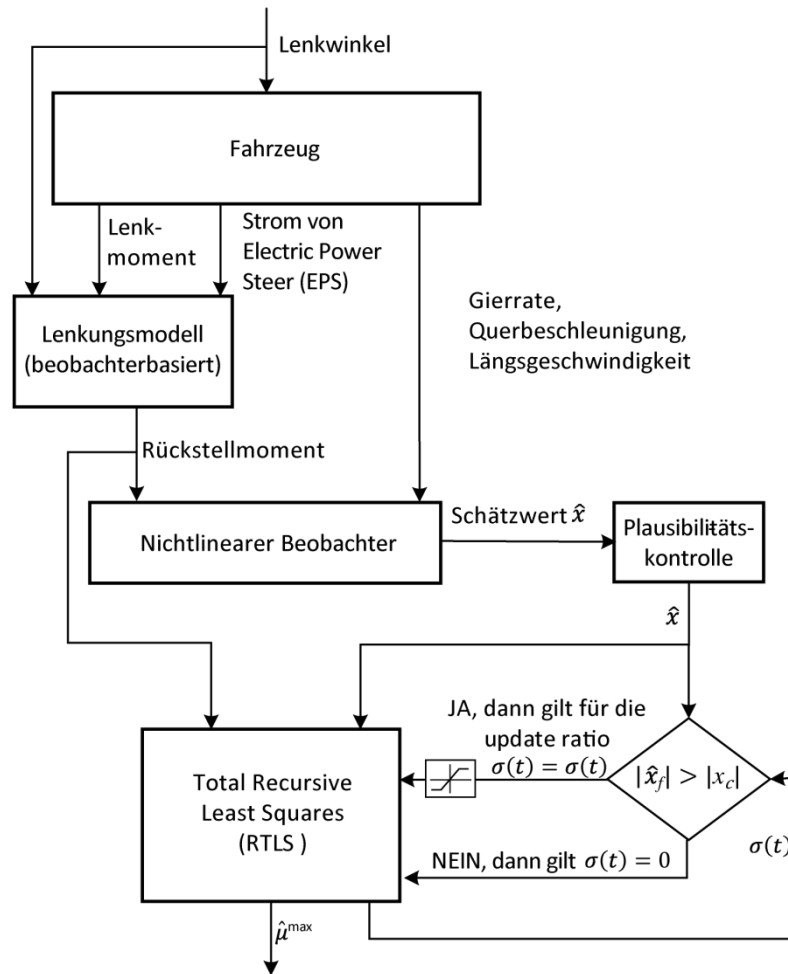 Lenkwinkel
Fahrzeug
Lenk-
moment
Strom von
Electric Power
Steer (EPS)
Gierrate,
Querbeschleunigung,
Längsgeschwindigkeit
Lenkungsmodell
(beobachterbasiert)
Rückstellmoment
Nichtlinearer Beobachter
Schätzwert x̂
Plausibilitäts-
kontrolle
x̂
JA, dann gilt für die
update ratio
σ(t) = σ(t)
|x̂_f| > |x_c|
Total Recursive
Least Squares
(RTLS )
NEIN, dann gilt σ(t) = 0
σ(t)
μ̂^max